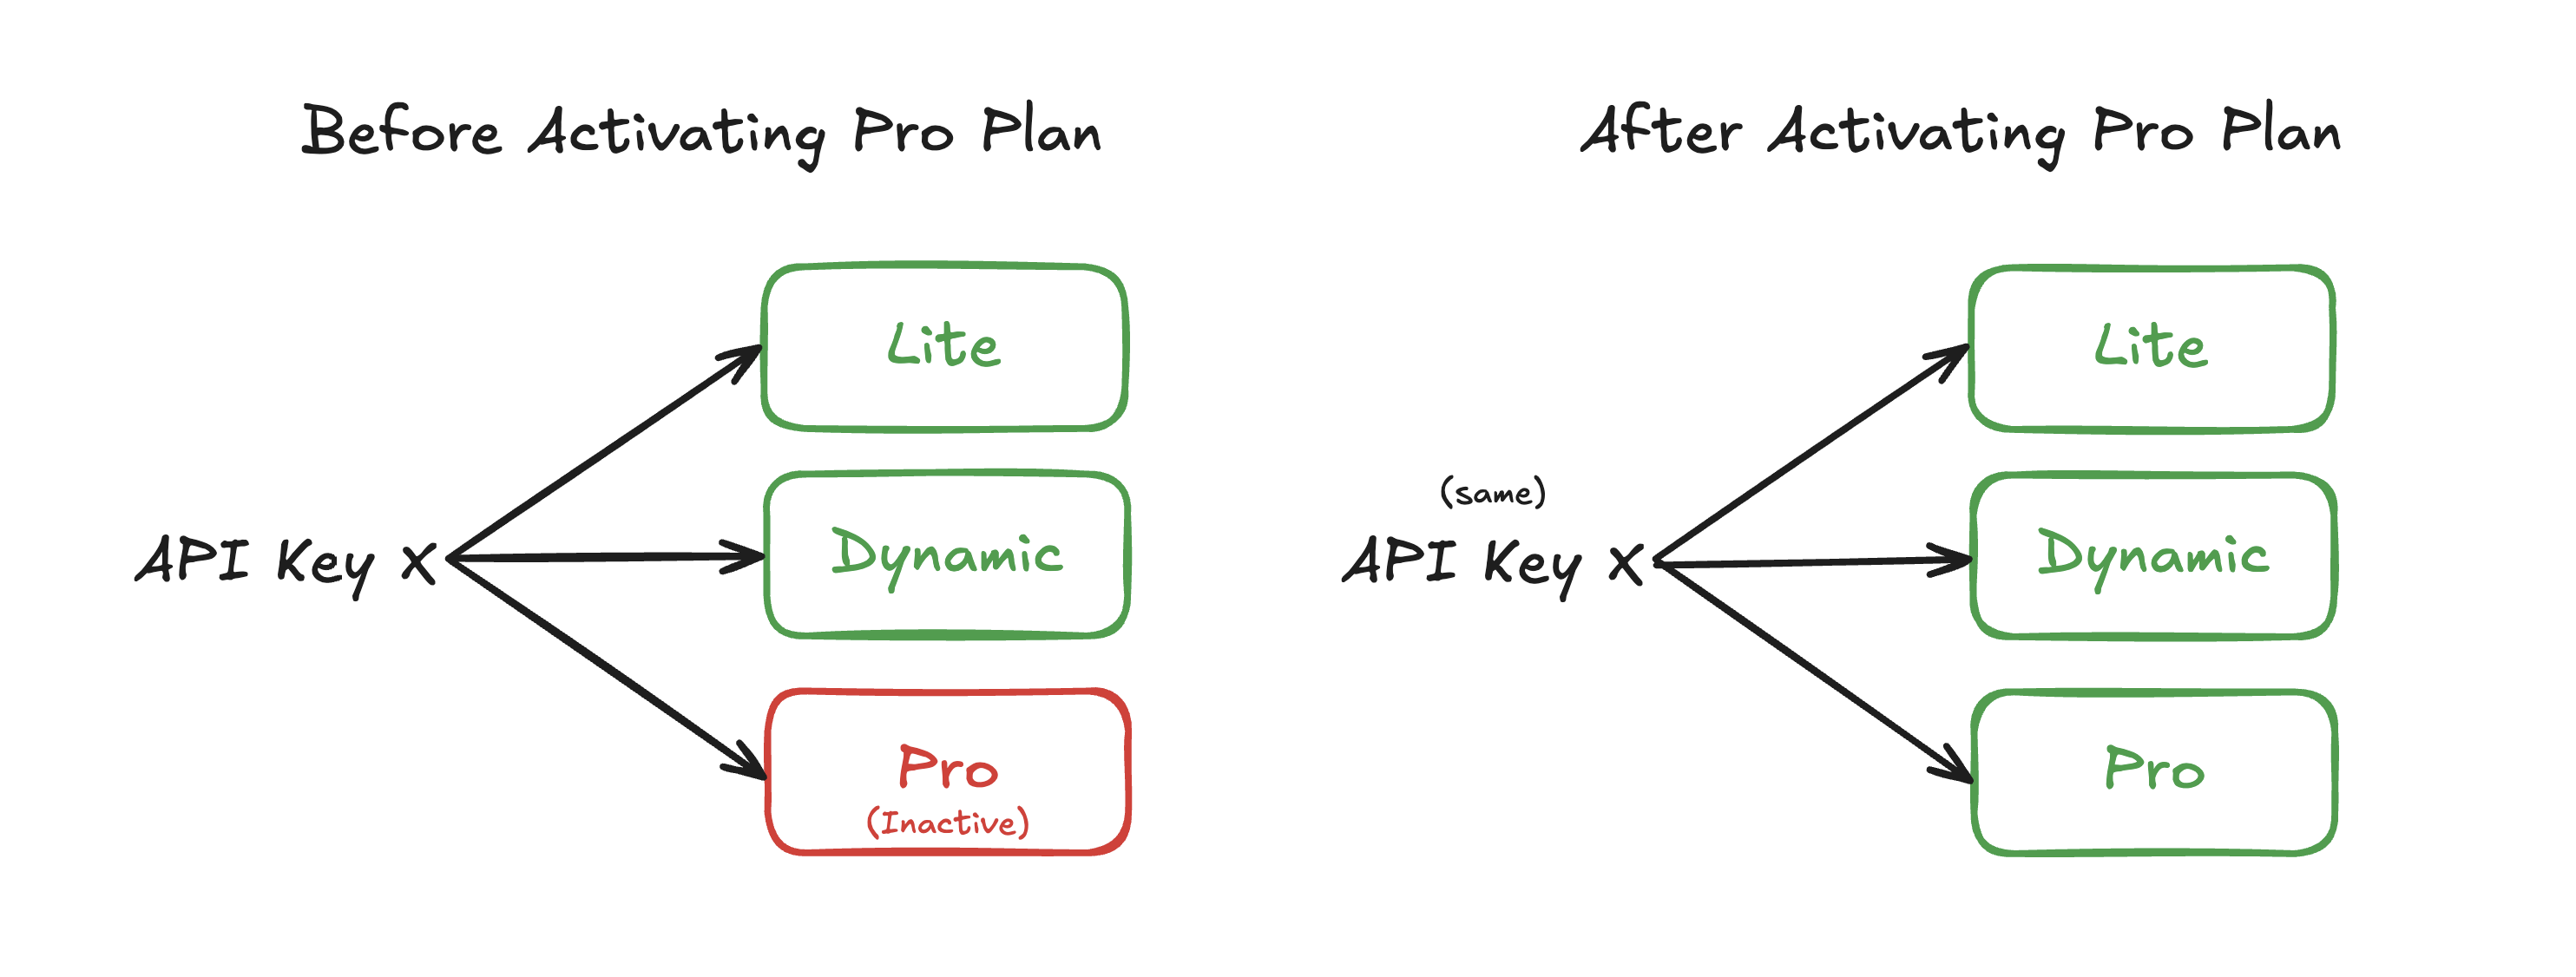 Before Activating Pro Plan
Lite
Dynamic
API Key X
Pro
(Inactive)
After Activating Pro Plan
Lite
(same)
API Key X
Dynamic
Pro